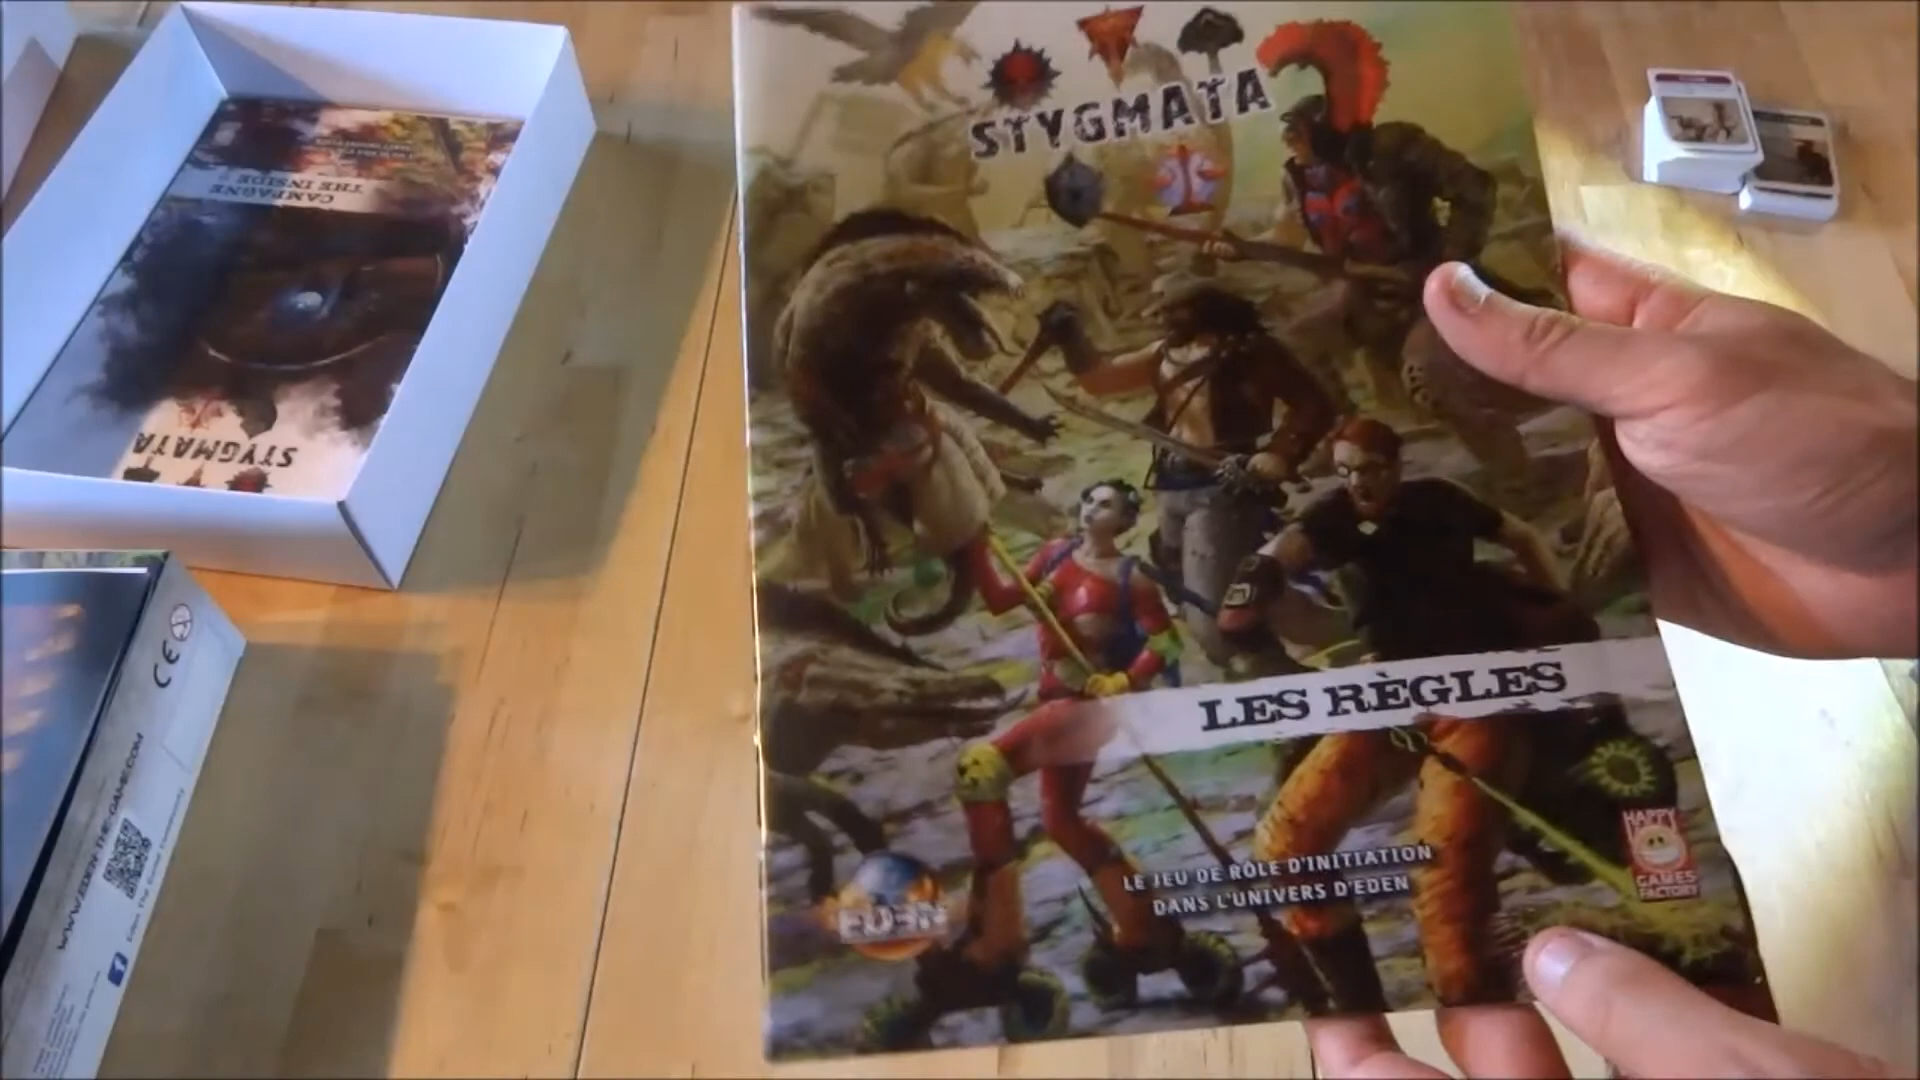 STYGMATA
LES RÈGLES
LE JEU DE RÔLE D'INITIATION
DANS L'UNIVERS D'EDEN
EDEN
HAPPY
GAMES
FACTORY
CAMPAGNE
THE INSIDE
STYGMATA
CE
WWW.EDEN-THE-GAME.COM